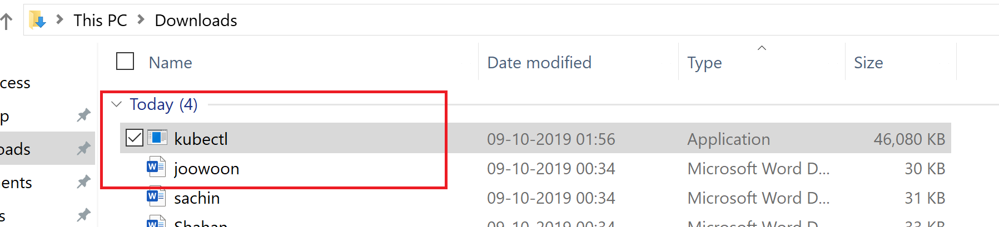 This PC > Downloads
Name Date modified Type Size
cess
Today (4)
p
kubectl 09-10-2019 01:56 Application 46,080 KB
oads
joowoon 09-10-2019 00:34 Microsoft Word D... 30 KB
nents
sachin 09-10-2019 00:34 Microsoft Word D... 31 KB
s
09-10-2019 00:34 Microsoft Word D... 33 KB